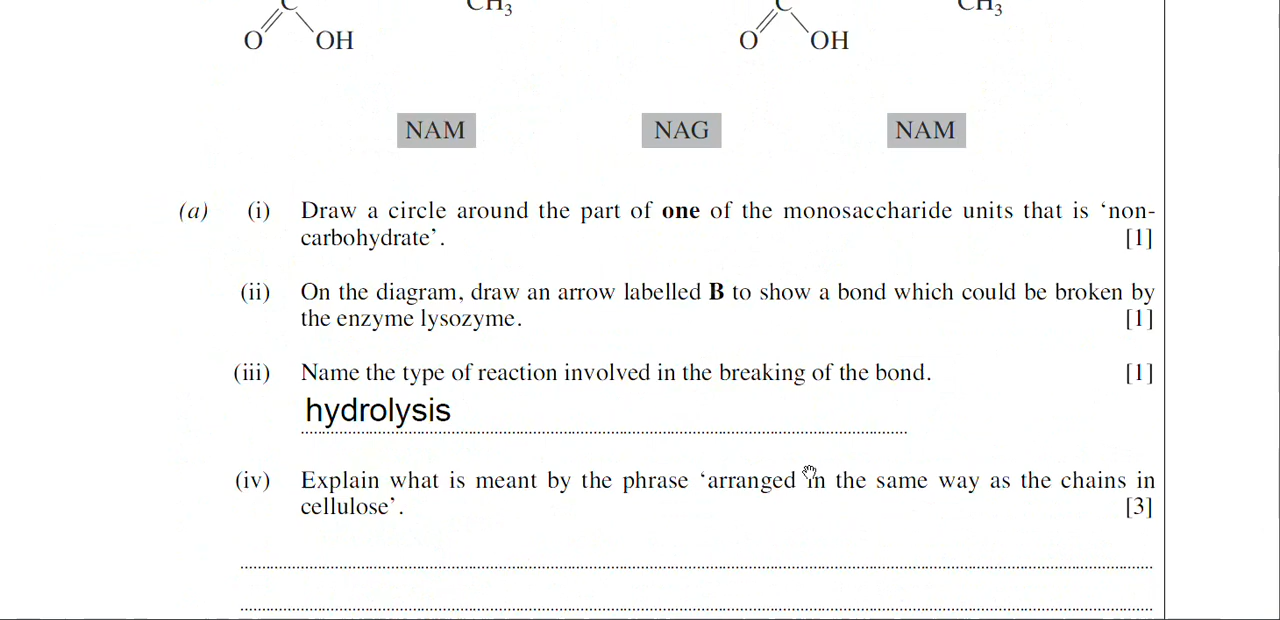 C CH₃ C CH₃
O OH O OH
NAM NAG NAM
(a) (i) Draw a circle around the part of one of the monosaccharide units that is ‘non-
carbohydrate’. [1]
(ii) On the diagram, draw an arrow labelled B to show a bond which could be broken by
the enzyme lysozyme. [1]
(iii) Name the type of reaction involved in the breaking of the bond. [1]
hydrolysis
(iv) Explain what is meant by the phrase ‘arranged in the same way as the chains in
cellulose’. [3]